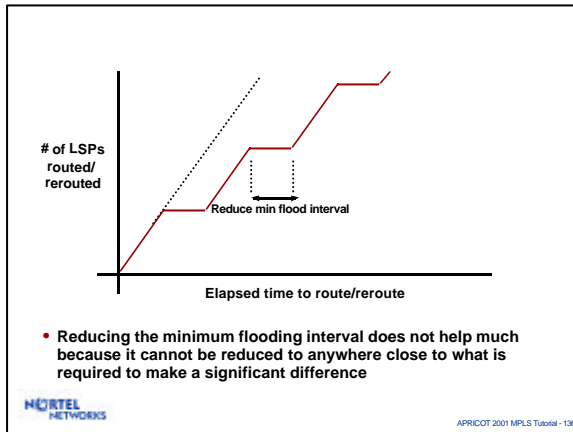 # of LSPs
routed/
rerouted
Reduce min flood interval
Elapsed time to route/reroute
• Reducing the minimum flooding interval does not help much
because it cannot be reduced to anywhere close to what is
required to make a significant difference
NORTEL
NETWORKS
APRICOT 2001 MPLS Tutorial - 136